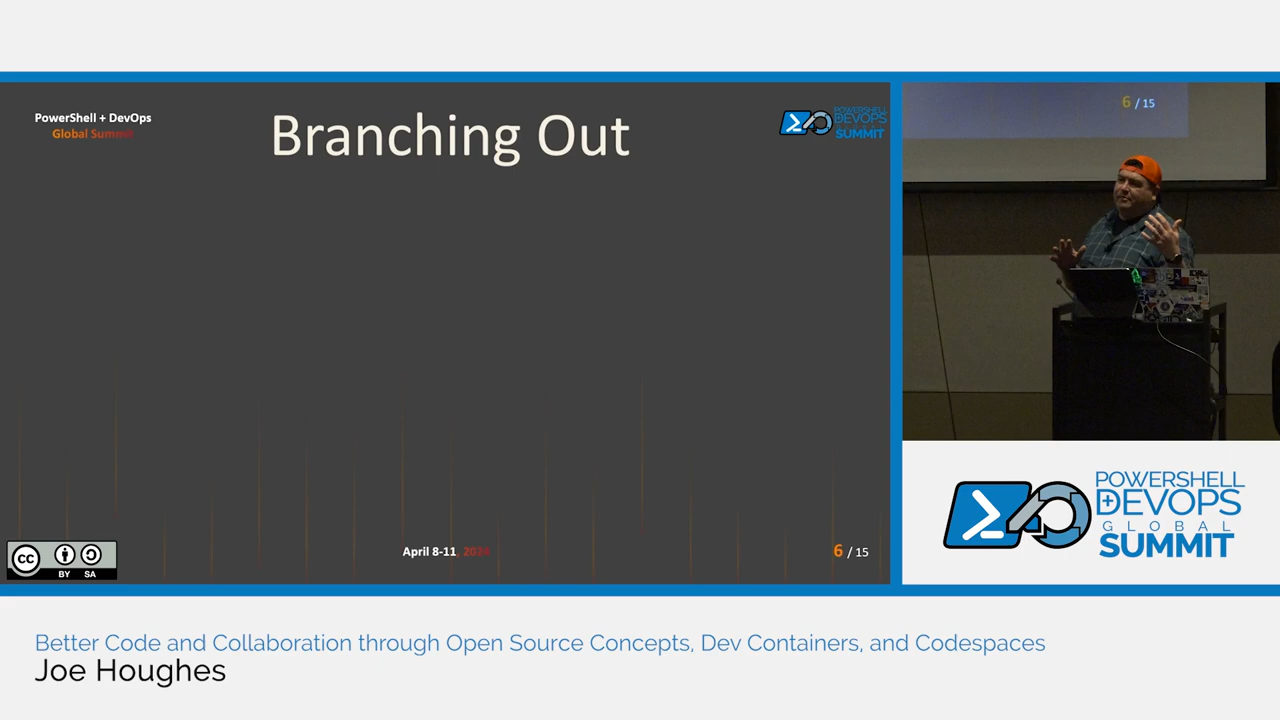 PowerShell + DevOps
Global Summit
Branching Out
POWERSHELL
DEVOPS
GLOBAL
SUMMIT
April 8-11, 2024
6 / 15
CC
BY SA
6 / 15
POWERSHELL
+DEVOPS
GLOBAL
SUMMIT
Better Code and Collaboration through Open Source Concepts, Dev Containers, and Codespaces
Joe Houghes